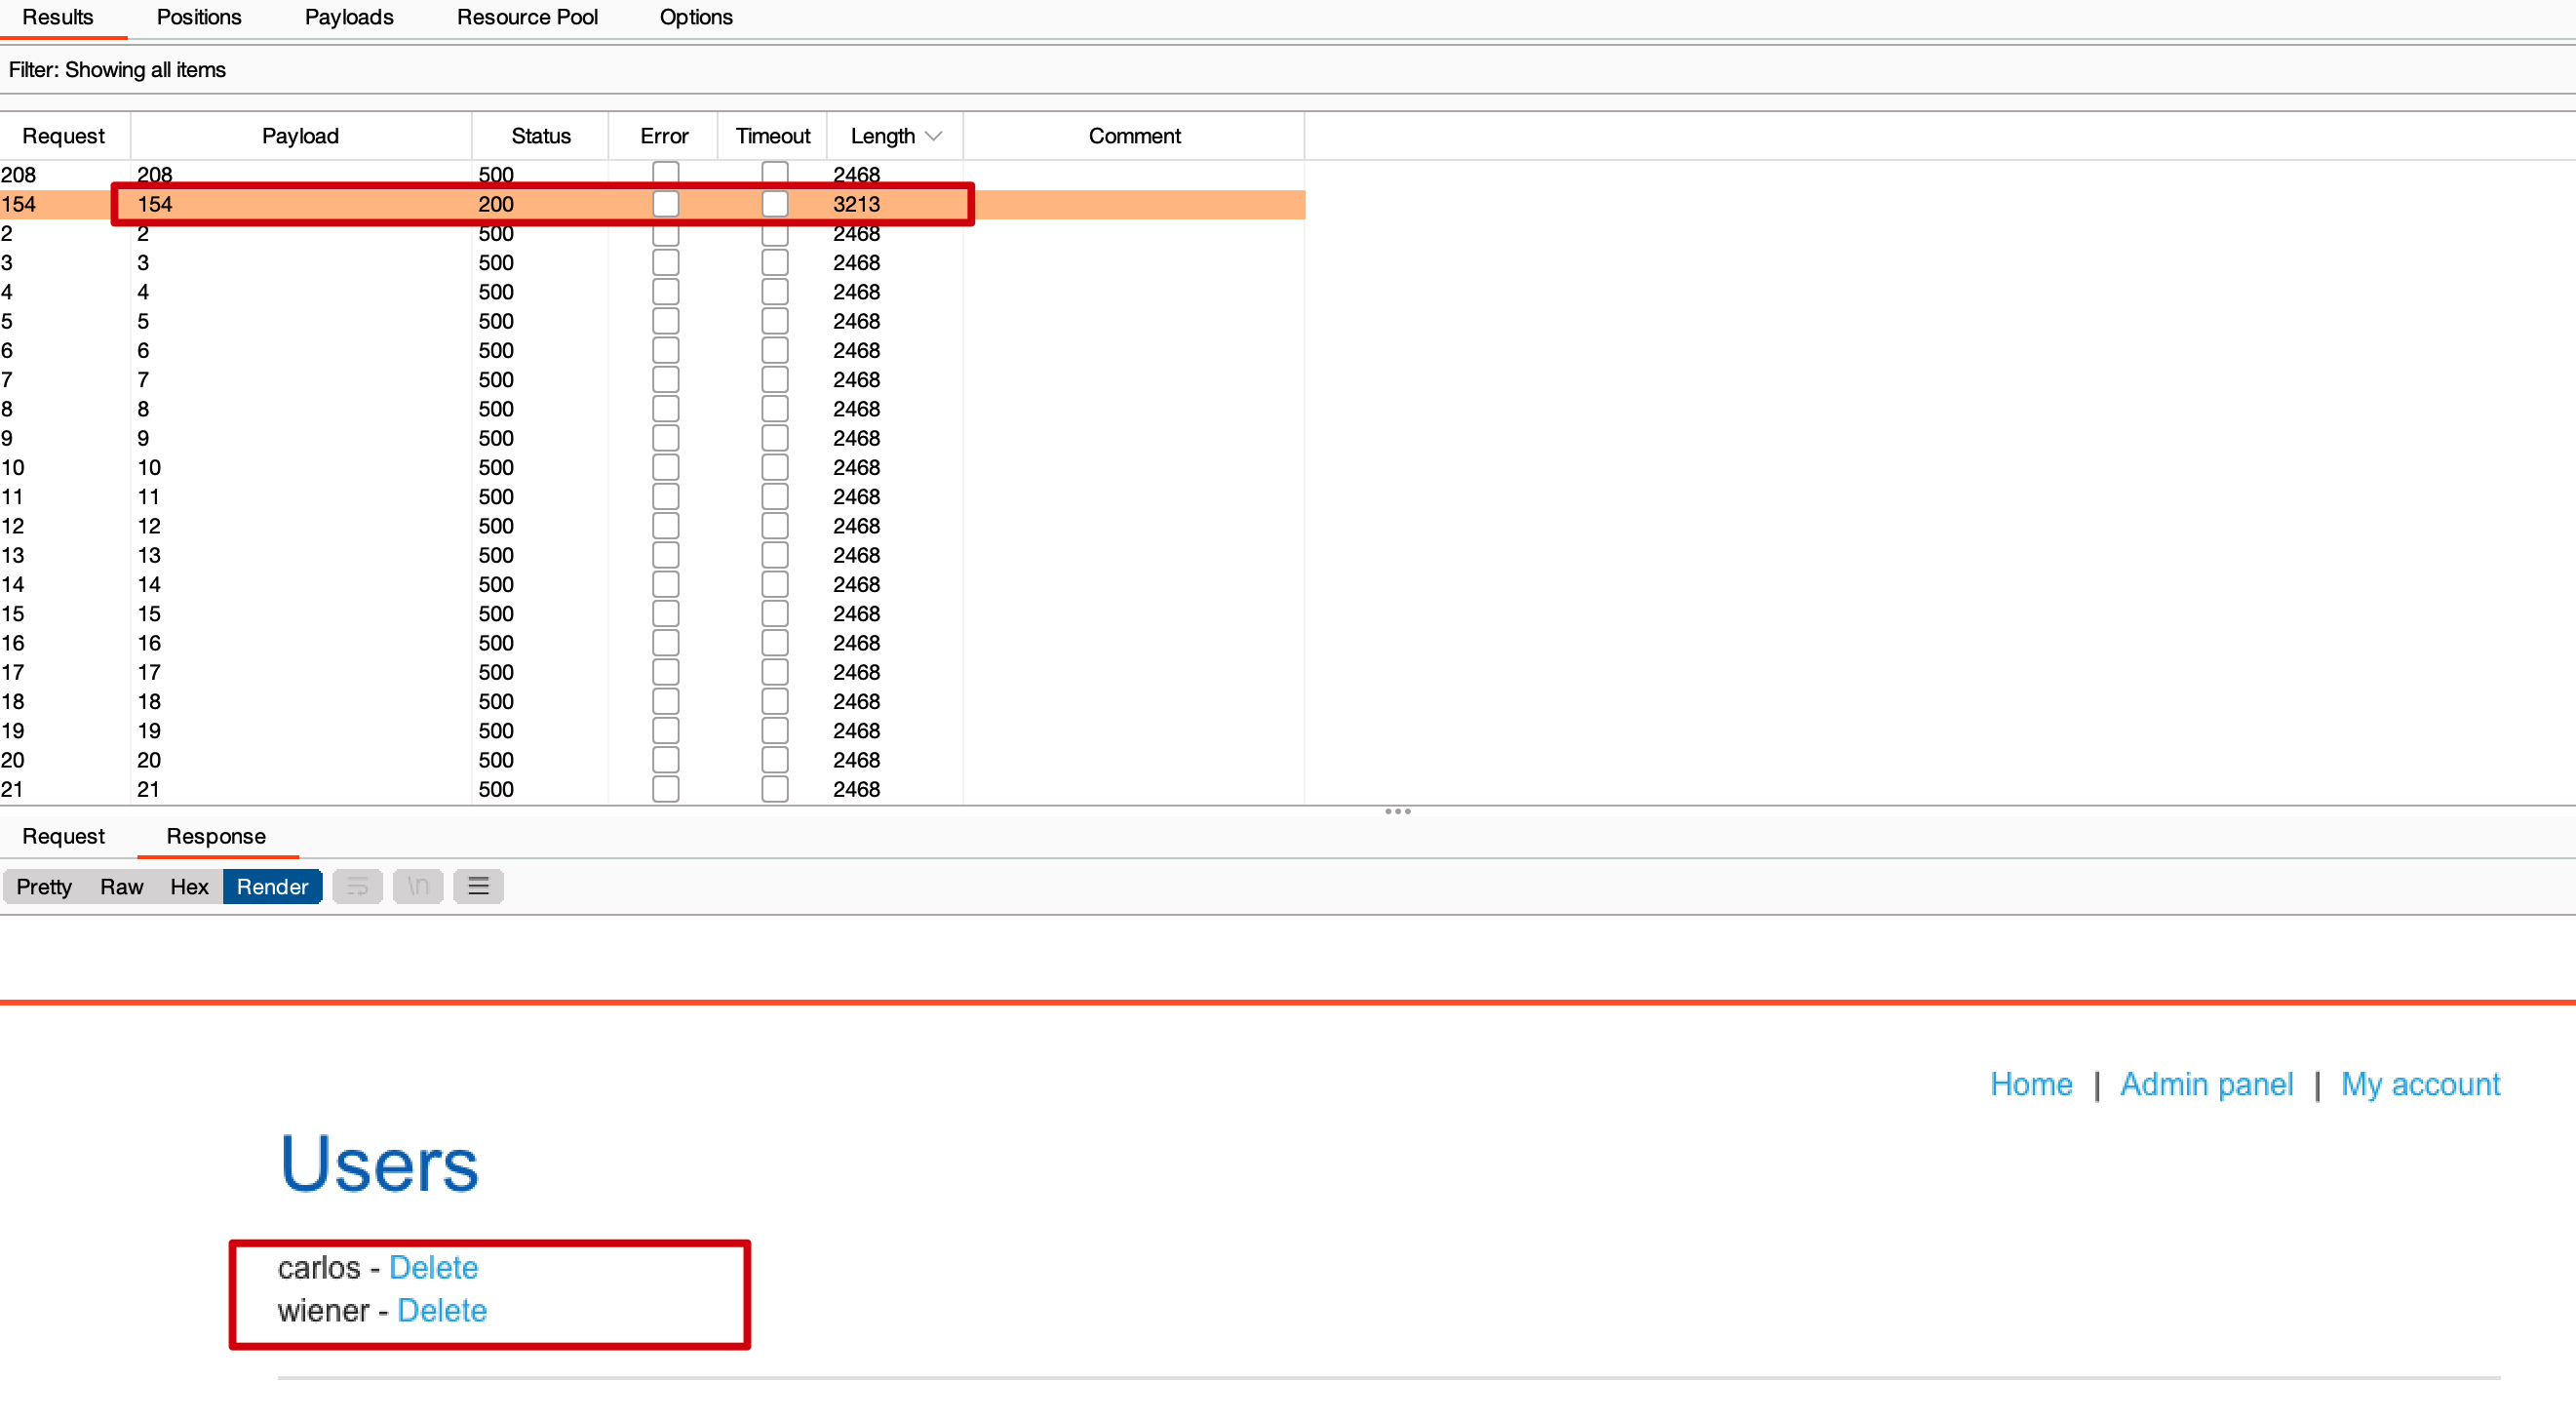 Results Positions Payloads Resource Pool Options
Filter: Showing all items
Request Payload Status Error Timeout Length Comment
208 208 500 2468
154 154 200 3213
2 2 500 2468
3 3 500 2468
4 4 500 2468
5 5 500 2468
6 6 500 2468
7 7 500 2468
8 8 500 2468
9 9 500 2468
10 10 500 2468
11 11 500 2468
12 12 500 2468
13 13 500 2468
14 14 500 2468
15 15 500 2468
16 16 500 2468
17 17 500 2468
18 18 500 2468
19 19 500 2468
20 20 500 2468
21 21 500 2468
Request Response
Pretty Raw Hex Render \n
Home | Admin panel | My account
Users
carlos - Delete
wiener - Delete